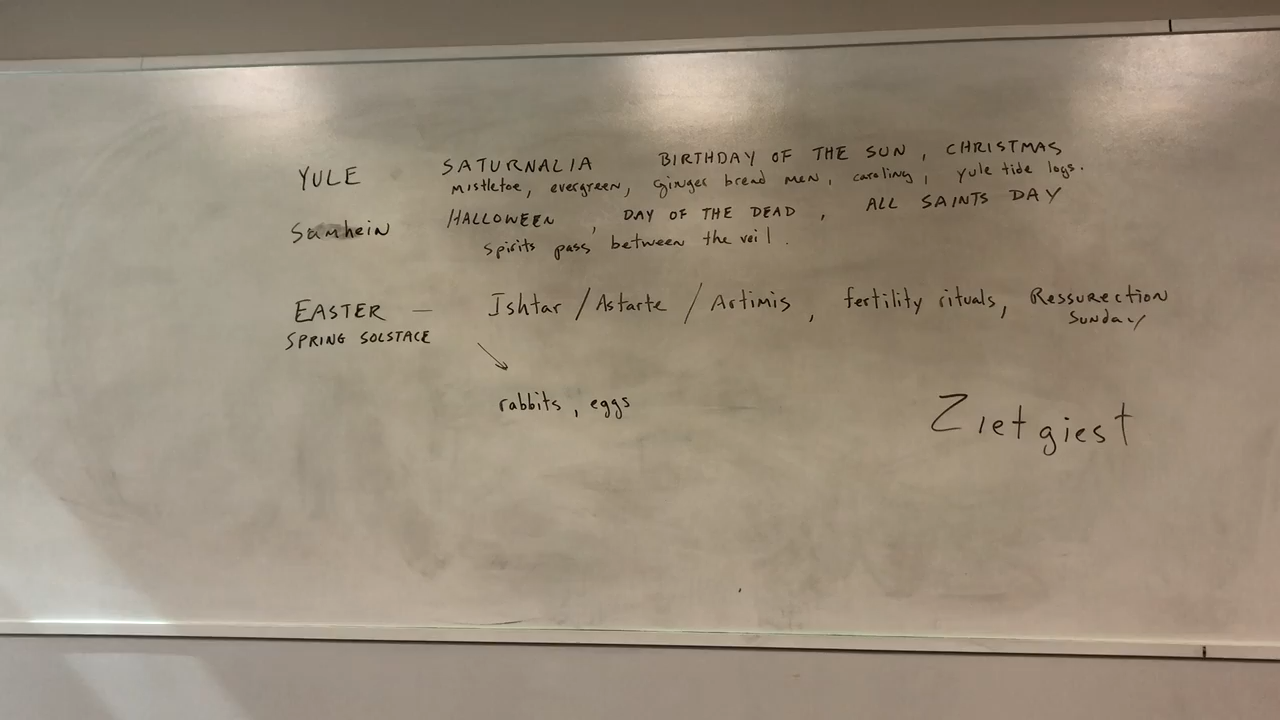 YULE SATURNALIA BIRTHDAY OF THE SUN, CHRISTMAS
mistletoe, evergreen, Ginger bread men, caroling, Yule tide logs.
Samhein HALLOWEEN, DAY OF THE DEAD, ALL SAINTS DAY
Spirits pass between the veil.
EASTER — Ishtar / Astarte / Artimis, fertility rituals, RESSURECTION
SUNDAY
SPRING SOLSTACE
rabbits, eggs
Zietgiest